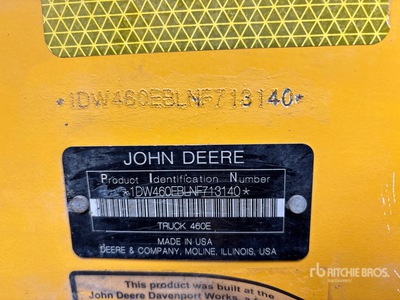 *1DW460EBLNF713140*
JOHN DEERE
Product Identification Number
*1DW460EBLNF713140*
TRUCK 460E
MADE IN USA
DEERE & COMPANY, MOLINE, ILLINOIS, USA
rb RITCHIE BROS.
This product was built at the
John Deere Davenport Works, a